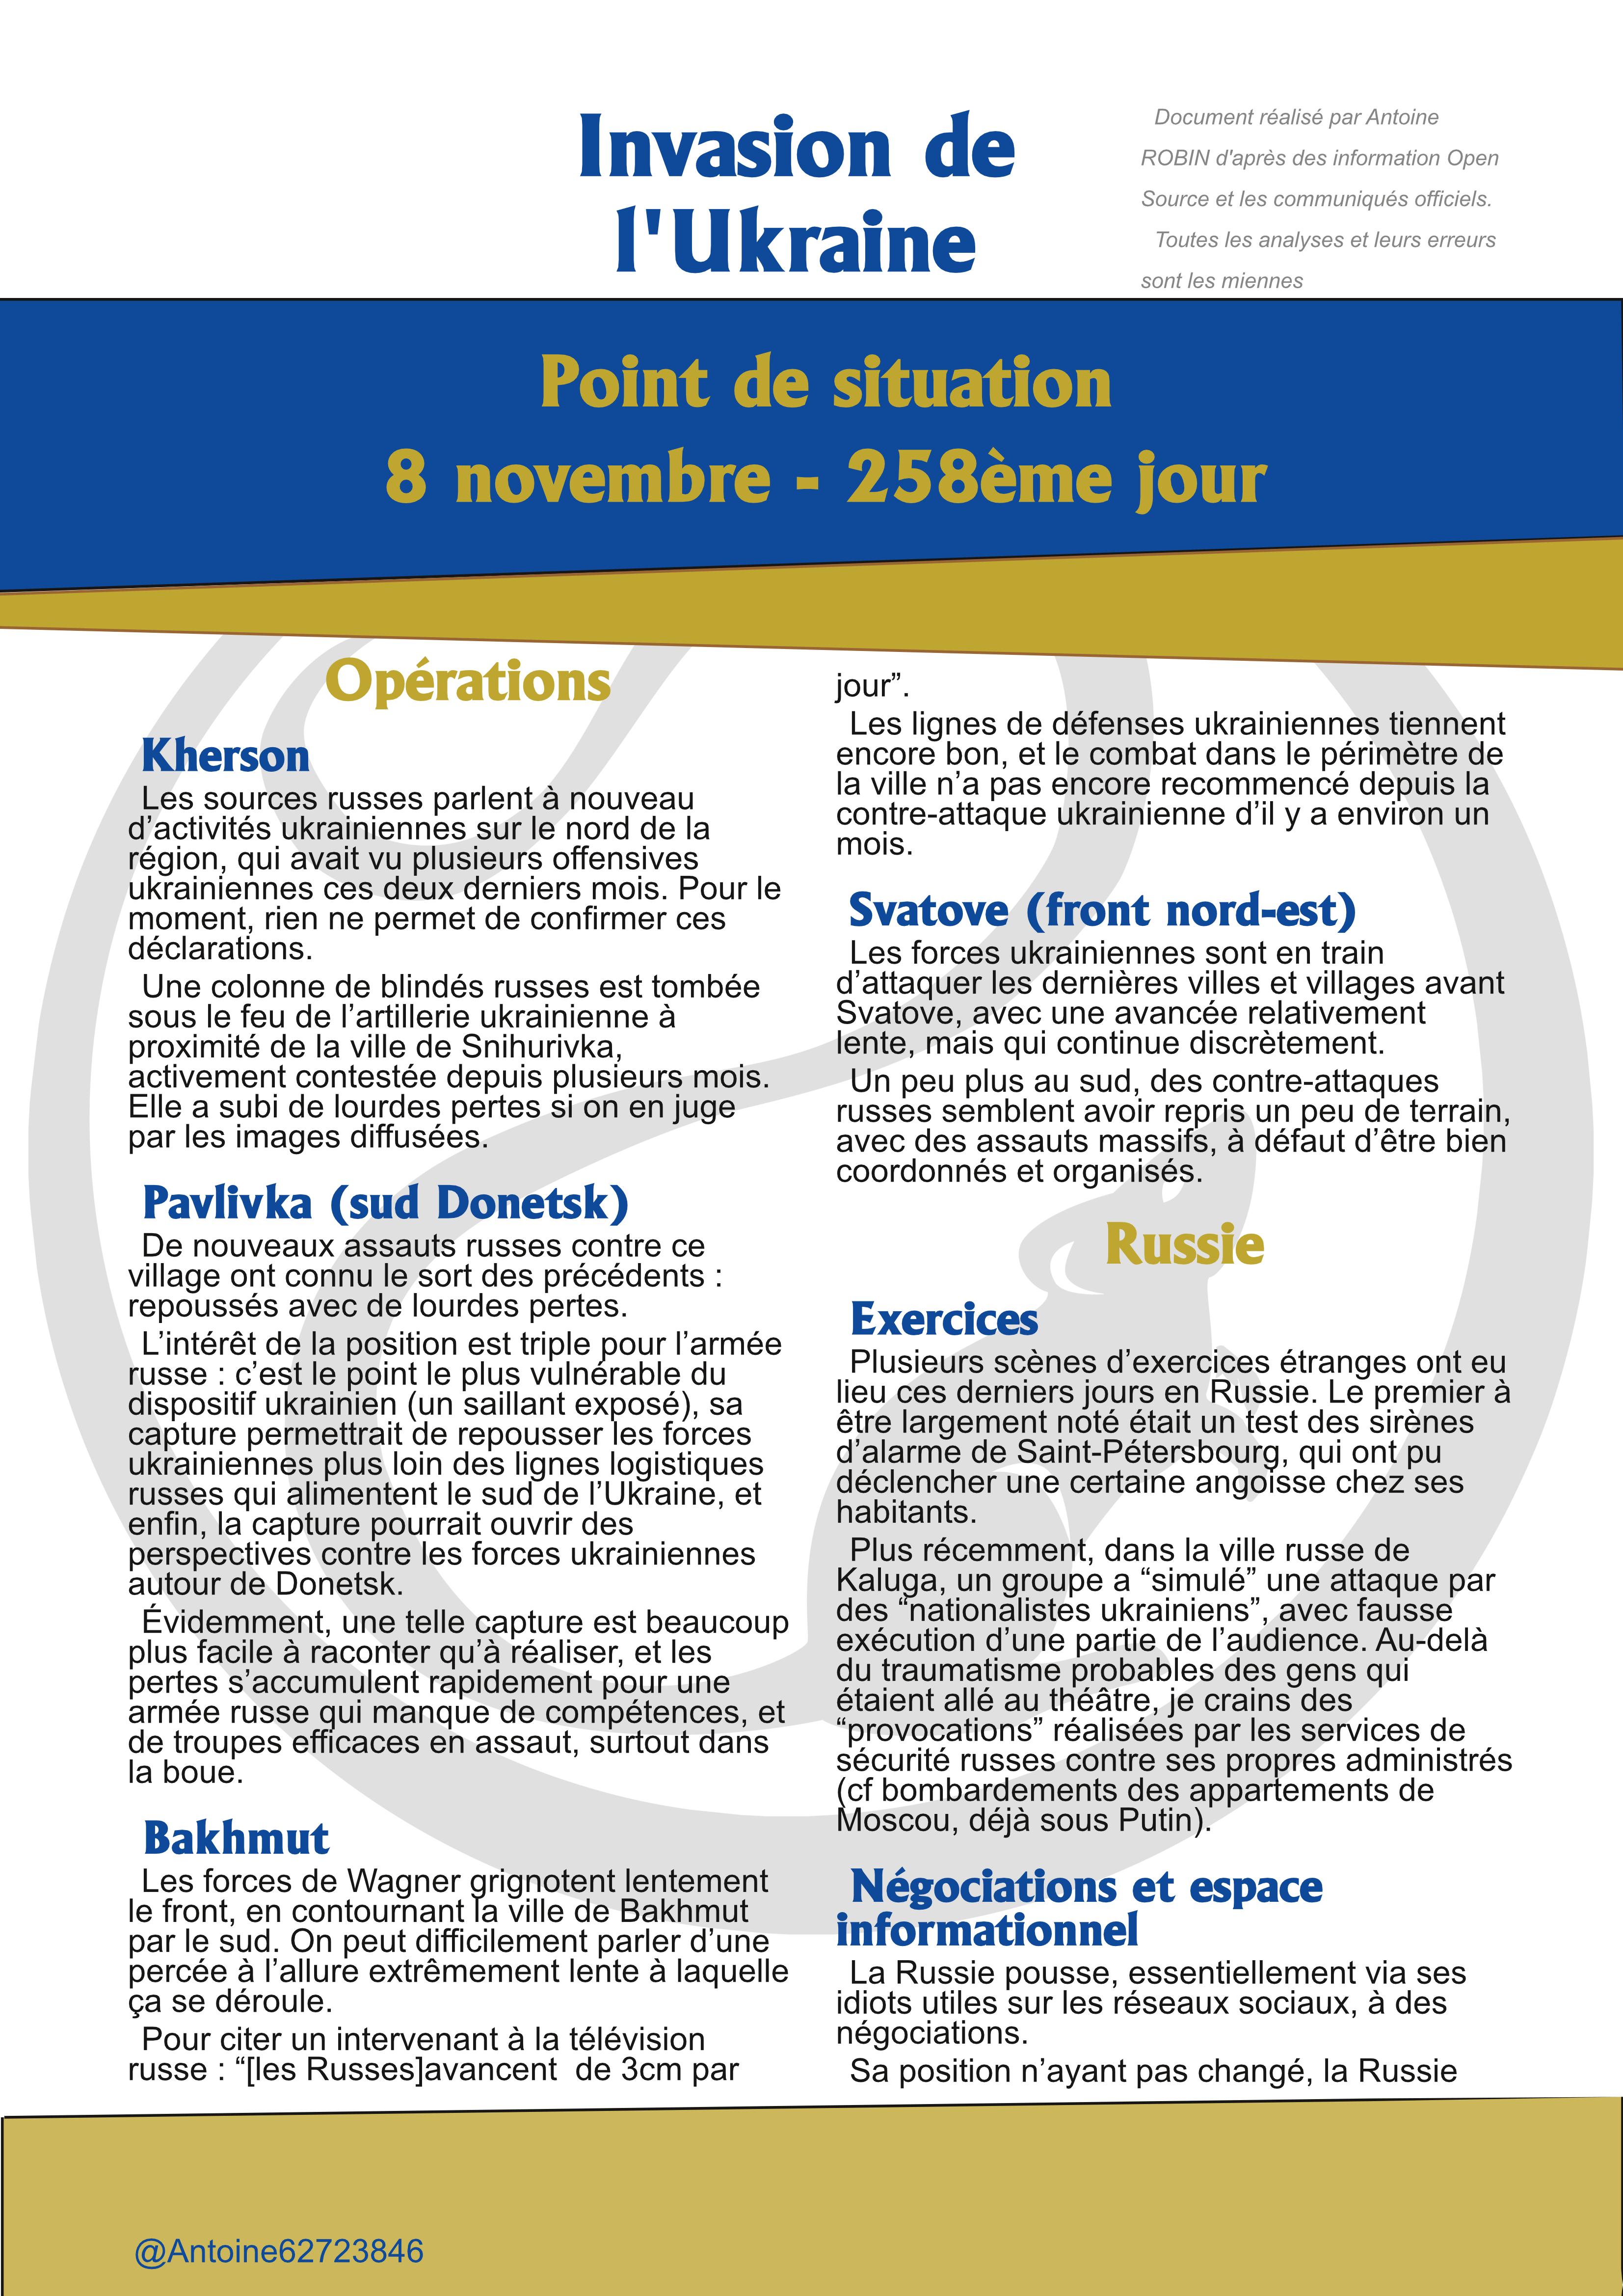 Invasion de
l'Ukraine
Document réalisé par Antoine
ROBIN d'après des information Open
Source et les communiqués officiels.
Toutes les analyses et leurs erreurs
sont les miennes
Point de situation
8 novembre - 258ème jour
Opérations
Kherson
Les sources russes parlent à nouveau
d’activités ukrainiennes sur le nord de la
région, qui avait vu plusieurs offensives
ukrainiennes ces deux derniers mois. Pour le
moment, rien ne permet de confirmer ces
déclarations.
Une colonne de blindés russes est tombée
sous le feu de l’artillerie ukrainienne à
proximité de la ville de Snihurivka,
activement contestée depuis plusieurs mois.
Elle a subi de lourdes pertes si on en juge
par les images diffusées.
Pavlivka (sud Donetsk)
De nouveaux assauts russes contre ce
village ont connu le sort des précédents :
repoussés avec de lourdes pertes.
L’intérêt de la position est triple pour l’armée
russe : c’est le point le plus vulnérable du
dispositif ukrainien (un saillant exposé), sa
capture permettrait de repousser les forces
ukrainiennes plus loin des lignes logistiques
russes qui alimentent le sud de l’Ukraine, et
enfin, la capture pourrait ouvrir des
perspectives contre les forces ukrainiennes
autour de Donetsk.
Évidemment, une telle capture est beaucoup
plus facile à raconter qu’à réaliser, et les
pertes s’accumulent rapidement pour une
armée russe qui manque de compétences, et
de troupes efficaces en assaut, surtout dans
la boue.
Bakhmut
Les forces de Wagner grignotent lentement
le front, en contournant la ville de Bakhmut
par le sud. On peut difficilement parler d’une
percée à l’allure extrêmement lente à laquelle
ça se déroule.
Pour citer un intervenant à la télévision
russe : “[les Russes]avancent  de 3cm par
jour”.
Les lignes de défenses ukrainiennes tiennent
encore bon, et le combat dans le périmètre de
la ville n’a pas encore recommencé depuis la
contre-attaque ukrainienne d’il y a environ un
mois.
Svatove (front nord-est)
Les forces ukrainiennes sont en train
d’attaquer les dernières villes et villages avant
Svatove, avec une avancée relativement
lente, mais qui continue discrètement.
Un peu plus au sud, des contre-attaques
russes semblent avoir repris un peu de terrain,
avec des assauts massifs, à défaut d’être bien
coordonnés et organisés.
Russie
Exercices
Plusieurs scènes d’exercices étranges ont eu
lieu ces derniers jours en Russie. Le premier à
être largement noté était un test des sirènes
d’alarme de Saint-Pétersbourg, qui ont pu
déclencher une certaine angoisse chez ses
habitants.
Plus récemment, dans la ville russe de
Kaluga, un groupe a “simulé” une attaque par
des “nationalistes ukrainiens”, avec fausse
exécution d’une partie de l’audience. Au-delà
du traumatisme probables des gens qui
étaient allé au théâtre, je crains des
“provocations” réalisées par les services de
sécurité russes contre ses propres administrés
(cf bombardements des appartements de
Moscou, déjà sous Putin).
Négociations et espace
informationnel
La Russie pousse, essentiellement via ses
idiots utiles sur les réseaux sociaux, à des
négociations.
Sa position n’ayant pas changé, la Russie
@Antoine62723846